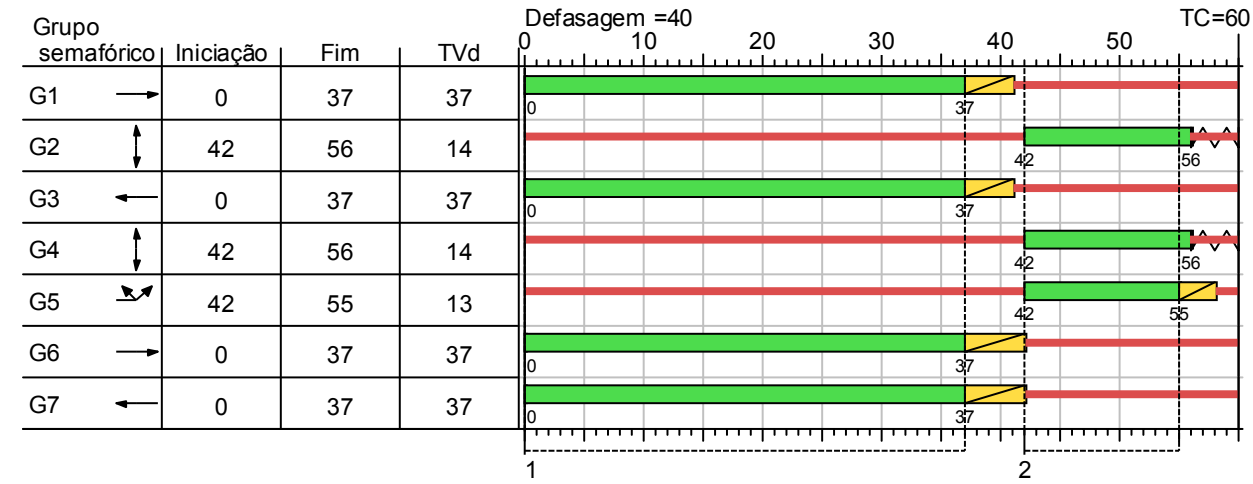 Defasagem =40 TC=60
Grupo semafórico Iniciação Fim TVd
0 10 20 30 40 50
G1 0 37 37
0 37
G2 42 56 14
42 56
G3 0 37 37
0 37
G4 42 56 14
42 56
G5 42 55 13
42 55
G6 0 37 37
0 37
G7 0 37 37
0 37
1 2